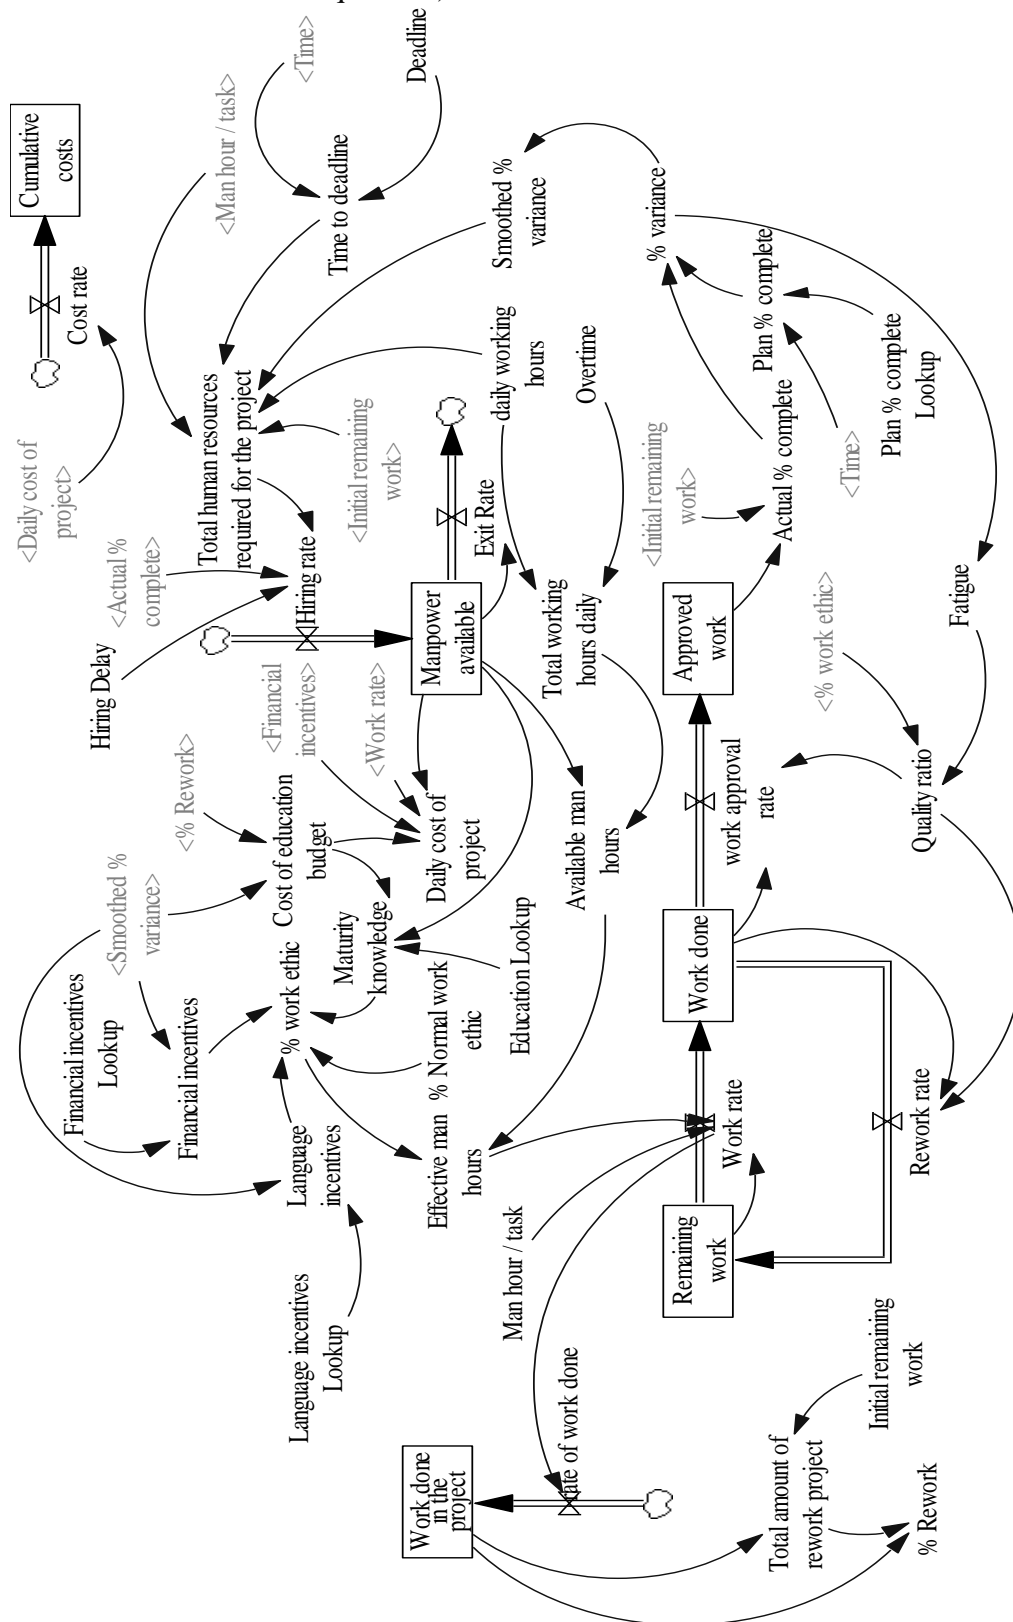 <Daily cost of
project>
Cumulative
costs
Cost rate
Financial incentives
Lookup
<Smoothed %
variance>
Hiring Delay
<Actual %
complete>
Financial incentives
<% Rework>
Total human resources
required for the project
<Man hour / task>
<Time>
Language incentives
Lookup
Language
incentives
% work ethic
Cost of education
budget
<Financial
incentives>
Hiring rate
Time to deadline
Deadline
Maturity
knowledge
<Work rate>
<Initial remaining
work>
Work done
in the
project
Effective man
hours
% Normal work
ethic
Daily cost of
project
Manpower
available
Exit Rate
daily working
hours
Smoothed %
variance
Man hour / task
Education Lookup
Available man
hours
Total working
hours daily
Overtime
rate of work done
<Initial remaining
work>
% variance
Remaining
work
Work rate
Work done
work approval
rate
Approved
work
Actual % complete
Plan % complete
Total amount of
rework project
Initial remaining
work
<% work ethic>
<Time>
Plan % complete
Lookup
% Rework
Rework rate
Quality ratio
Fatigue